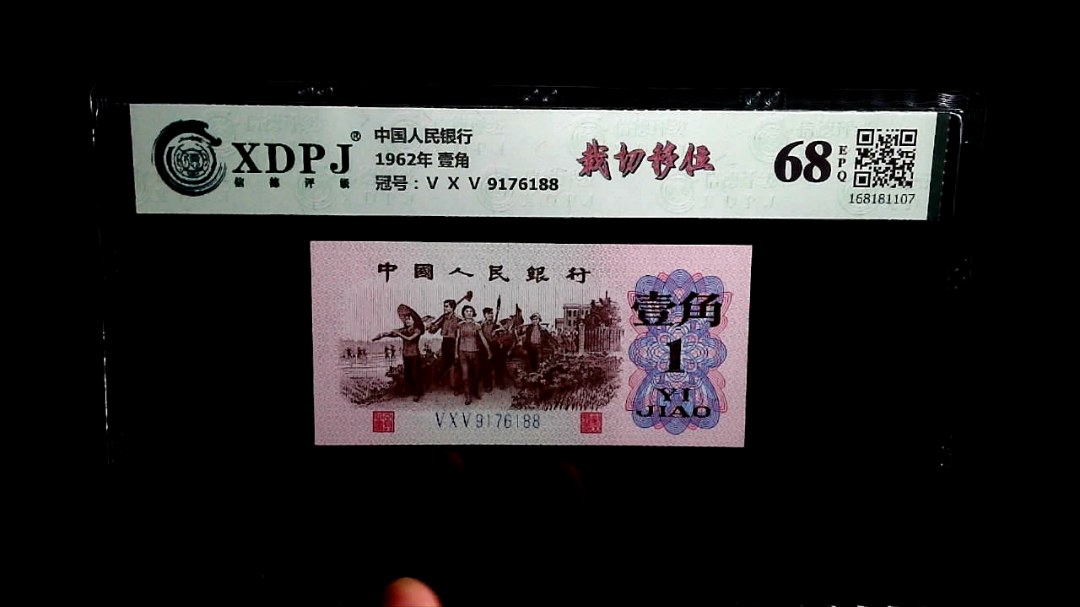 XDPJ®
信德评级
中国人民银行
1962年 壹角
冠号：V X V 9176188
裁切移位
68
EPQ
168181107
中國人民銀行
壹角
1
YI
JIAO
VXV9176188